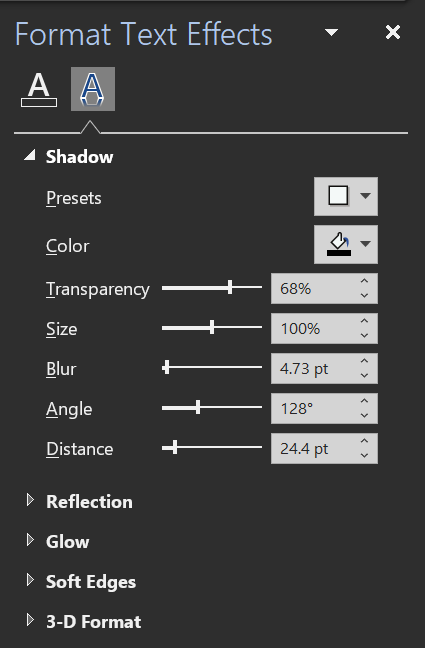 Format Text Effects
A A
Shadow
Presets
Color
Transparency 68%
Size 100%
Blur 4.73 pt
Angle 128°
Distance 24.4 pt
Reflection
Glow
Soft Edges
3-D Format